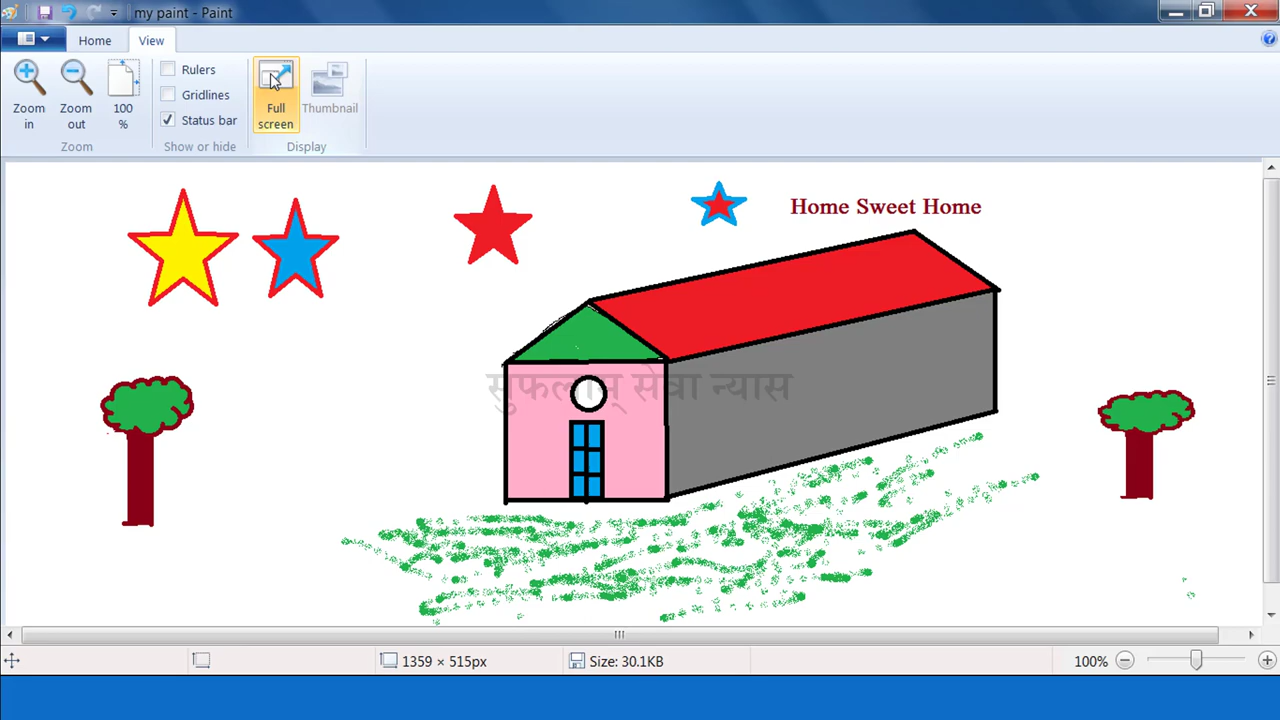 my paint - Paint
Home View
Zoom in
Zoom out
100 %
Rulers
Gridlines
Status bar
Full screen
Thumbnail
Zoom
Show or hide
Display
Home Sweet Home
सुफलाम् सेवा न्यास
1359 × 515px
Size: 30.1KB
100%